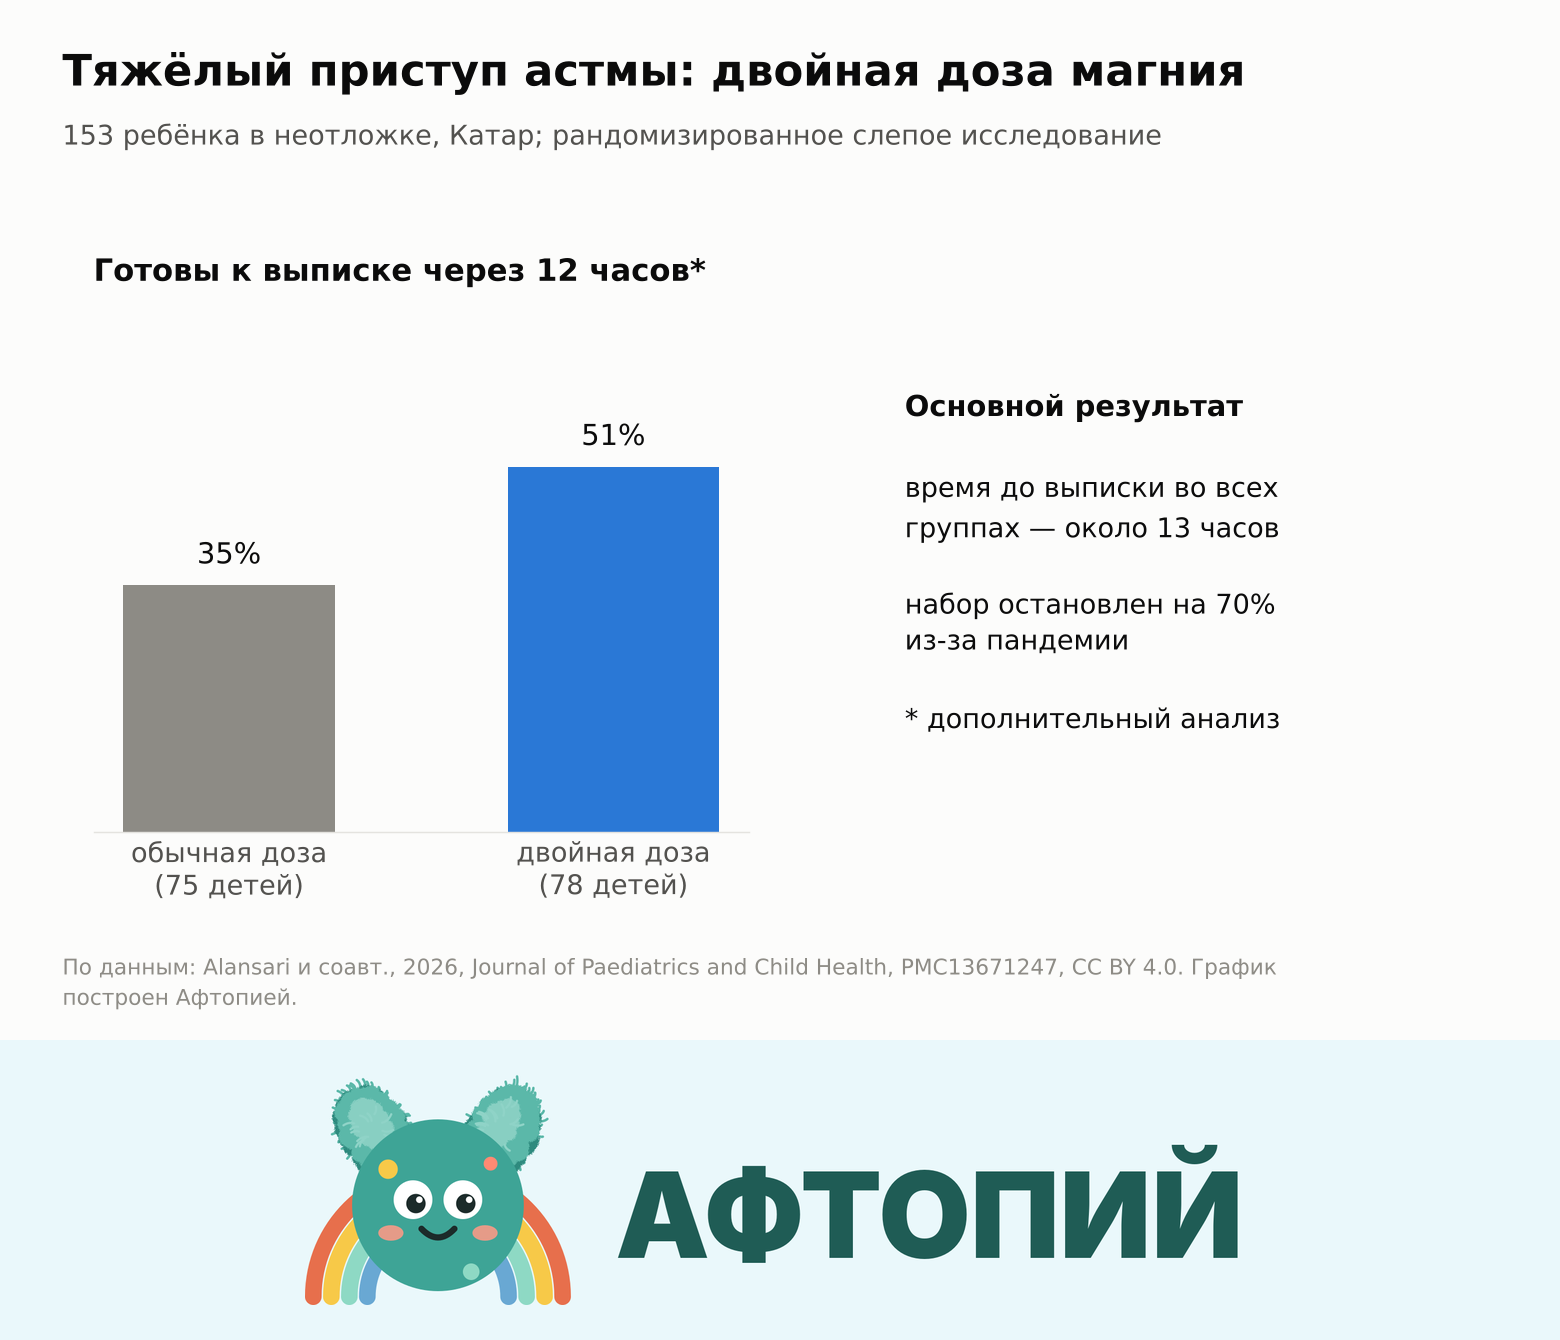 Тяжёлый приступ астмы: двойная доза магния
153 ребёнка в неотложке, Катар; рандомизированное слепое исследование
Готовы к выписке через 12 часов*
35%
51%
обычная доза
(75 детей)
двойная доза
(78 детей)
Основной результат
время до выписки во всех
группах — около 13 часов
набор остановлен на 70%
из-за пандемии
* дополнительный анализ
По данным: Alansari и соавт., 2026, Journal of Paediatrics and Child Health, PMC13671247, CC BY 4.0. График
построен Афтопией.
АФТОПИЙ